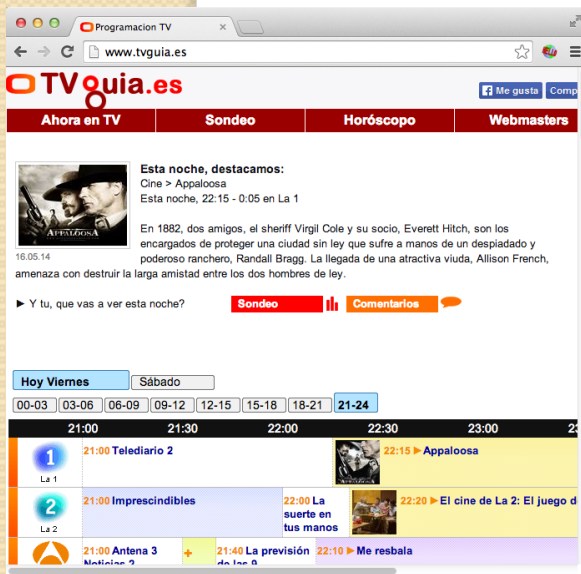 Programacion TV
www.tvguia.es
TVguia.es
Me gusta
Comp
Ahora en TV
Sondeo
Horóscopo
Webmasters
APPALOOSA
16.05.14
Esta noche, destacamos:
Cine > Appaloosa
Esta noche, 22:15 - 0:05 en La 1
En 1882, dos amigos, el sheriff Virgil Cole y su socio, Everett Hitch, son los
encargados de proteger una ciudad sin ley que sufre a manos de un despiadado y
poderoso ranchero, Randall Bragg. La llegada de una atractiva viuda, Allison French,
amenaza con destruir la larga amistad entre los dos hombres de ley.
► Y tu, que vas a ver esta noche?
Sondeo
Comentarios
Hoy Viernes
Sábado
00-03 03-06 06-09 09-12 12-15 15-18 18-21 21-24
21:00 21:30 22:00 22:30 23:00 23
1
La 1
21:00 Telediario 2
22:15 ► Appaloosa
2
La 2
21:00 Imprescindibles
22:00 La
suerte en
tus manos
22:20 ► El cine de La 2: El juego d
21:00 Antena 3
Noticias 2
+
21:40 La previsión
de las 9
22:10 ► Me resbala